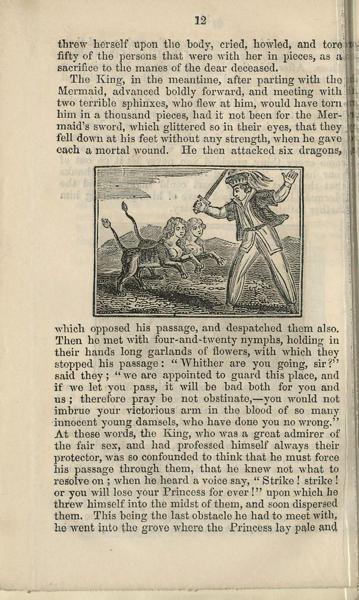 12
threw herself upon the body, cried, howled, and tore
fifty of the persons that were with her in pieces, as a
sacrifice to the manes of the dear deceased.
The King, in the meantime, after parting with the
Mermaid, advanced boldly forward, and meeting with
two terrible sphinxes, who flew at him, would have torn
him in a thousand pieces, had it not been for the Mer-
maid's sword, which glittered so in their eyes, that they
fell down at his feet without any strength, when he gave
each a mortal wound. He then attacked six dragons,
which opposed his passage, and despatched them also.
Then he met with four-and-twenty nymphs, holding in
their hands long garlands of flowers, with which they
stopped his passage: "Whither are you going, sir?"
said they; "we are appointed to guard this place, and
if we let you pass, it will be bad both for you and
us; therefore pray be not obstinate,—you would not
imbrue your victorious arm in the blood of so many
innocent young damsels, who have done you no wrong."
At these words, the King, who was a great admirer of
the fair sex, and had professed himself always their
protector, was so confounded to think that he must force
his passage through them, that he knew not what to
resolve on; when he heard a voice say, "Strike! strike!
or you will lose your Princess for ever!" upon which he
threw himself into the midst of them, and soon dispersed
them. This being the last obstacle he had to meet with,
he went into the grove where the Princess lay pale and